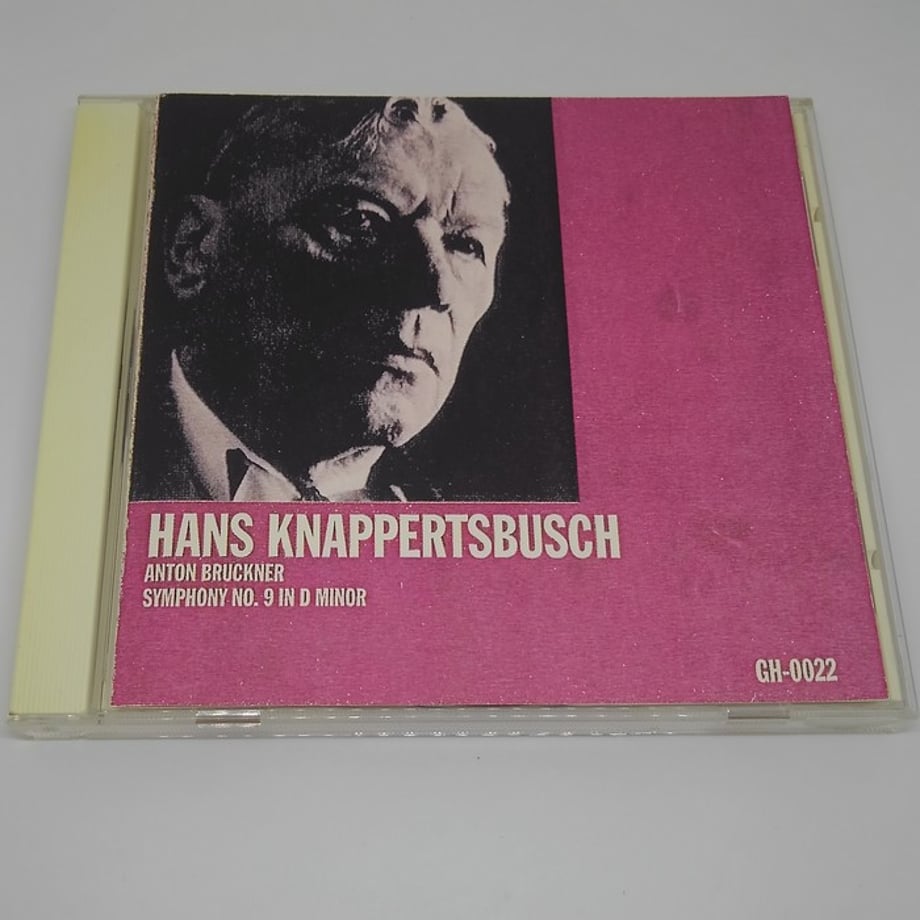 HANS KNAPPERTSBUSCH
ANTON BRUCKNER
SYMPHONY NO. 9 IN D MINOR
GH-0022